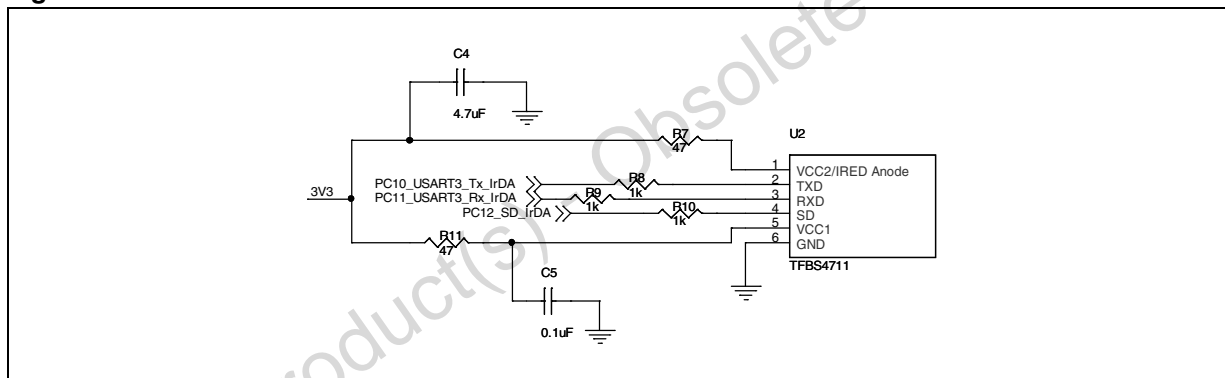 C4
4.7uF
R7
47
U2
3V3
PC10_USART3_Tx_IrDA
R8
1k
PC11_USART3_Rx_IrDA
R9
1k
PC12_SD_IrDA
R10
1k
R11
47
C5
0.1uF
1 VCC2/IRED Anode
2 TXD
3 RXD
4 SD
5 VCC1
6 GND
TFBS4711
roduct(s) - Obsolete